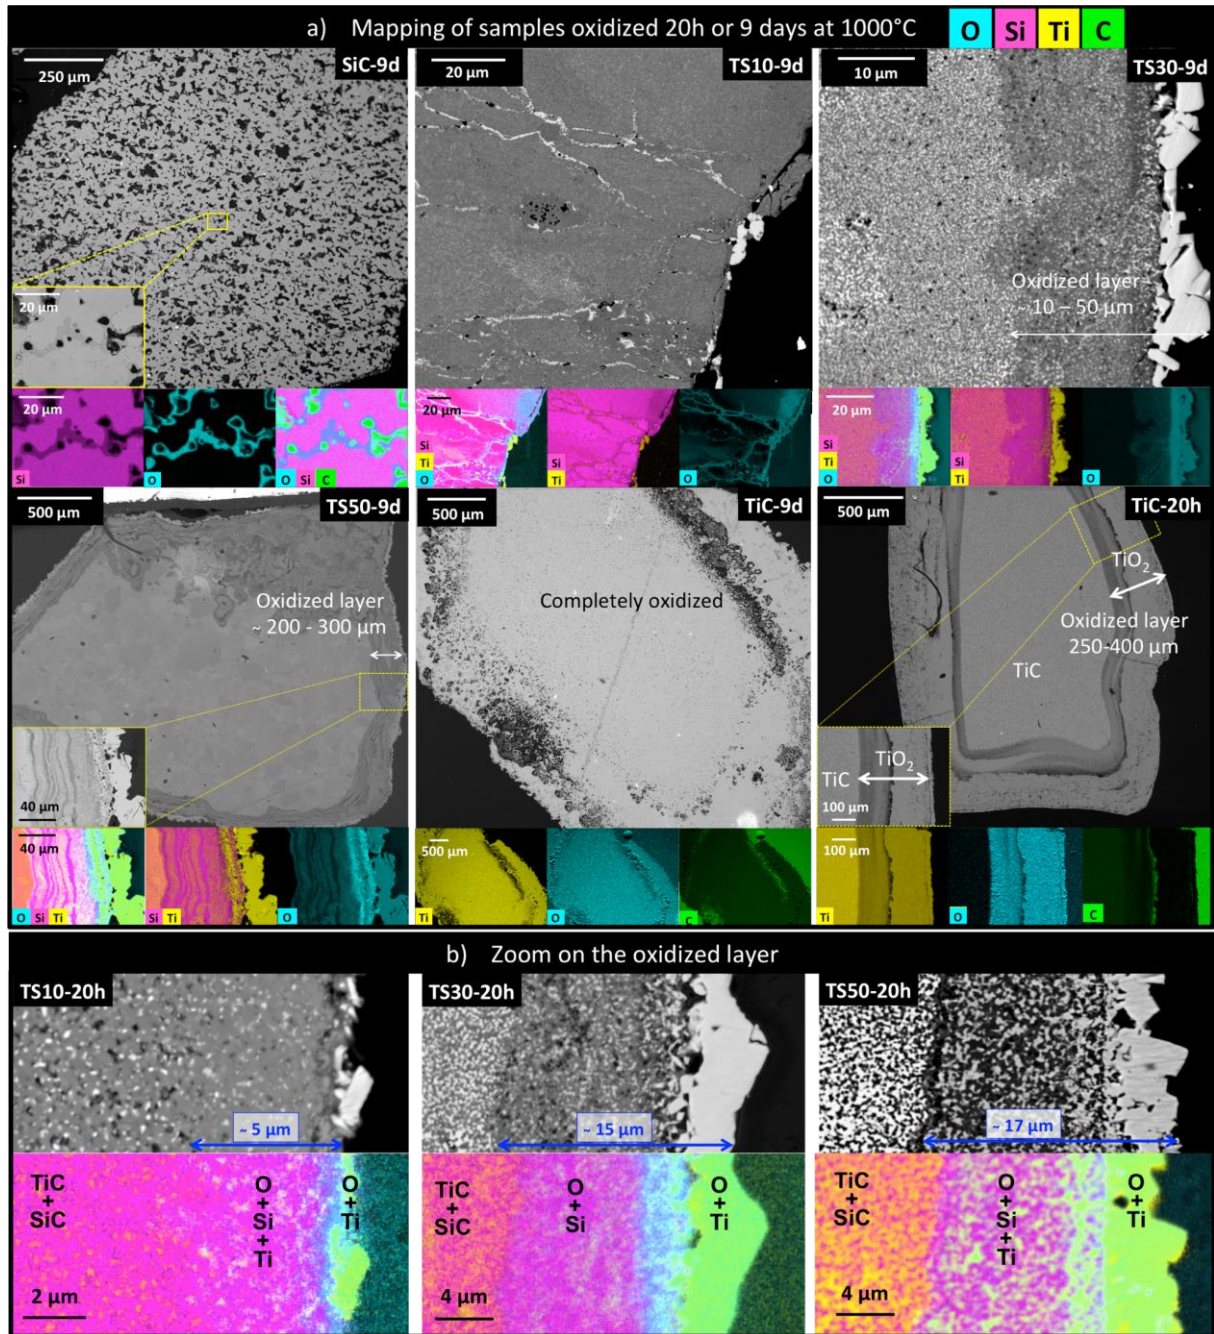 a) Mapping of samples oxidized 20h or 9 days at 1000°C
O Si Ti C
250 µm
SiC-9d
20 µm
20 µm
Si
O
O Si C
20 µm
TS10-9d
20 µm
Si
Ti
O
Si
Ti
O
10 µm
TS30-9d
Oxidized layer
~ 10 – 50 µm
20 µm
Si
Ti
O
Si
Ti
O
500 µm
TS50-9d
Oxidized layer
~ 200 - 300 µm
40 µm
40 µm
O Si Ti
Si Ti
O
500 µm
TiC-9d
Completely oxidized
500 µm
Ti
O
C
500 µm
TiC-20h
TiO2
Oxidized layer
250-400 µm
TiC
TiC
TiO2
100 µm
100 µm
Ti
O
C
b) Zoom on the oxidized layer
TS10-20h
~ 5 µm
TiC
+
SiC
O
+
Si
+
Ti
O
+
Ti
2 µm
TS30-20h
~ 15 µm
TiC
+
SiC
O
+
Si
O
+
Ti
4 µm
TS50-20h
~ 17 µm
TiC
+
SiC
O
+
Si
+
Ti
O
+
Ti
4 µm